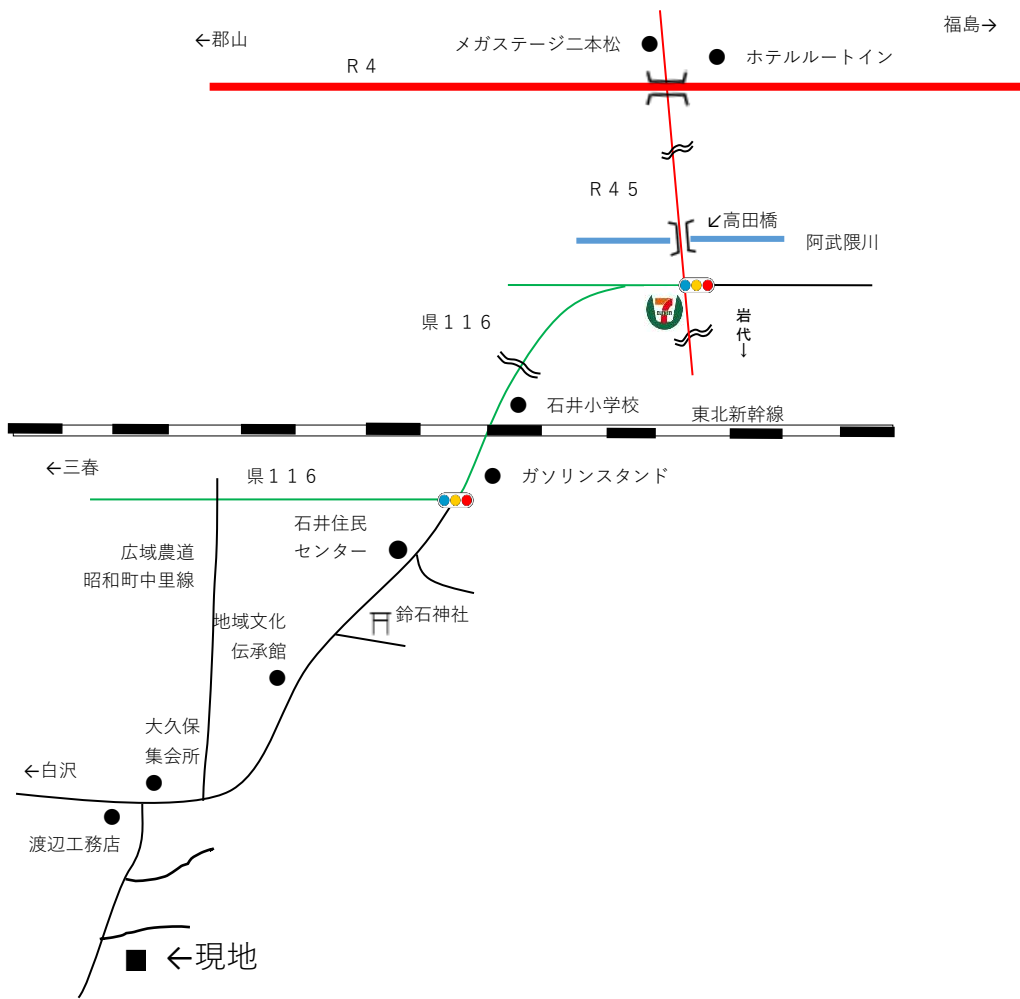 福島→
←郡山
メガステージ二本松
ホテルルートイン
Ｒ４
Ｒ４５
↙高田橋
阿武隈川
県１１６
岩代→
石井小学校
東北新幹線
←三春
県１１６
ガソリンスタンド
石井住民
センター
広域農道
昭和町中里線
鈴石神社
地域文化
伝承館
大久保
集会所
←白沢
渡辺工務店
←現地